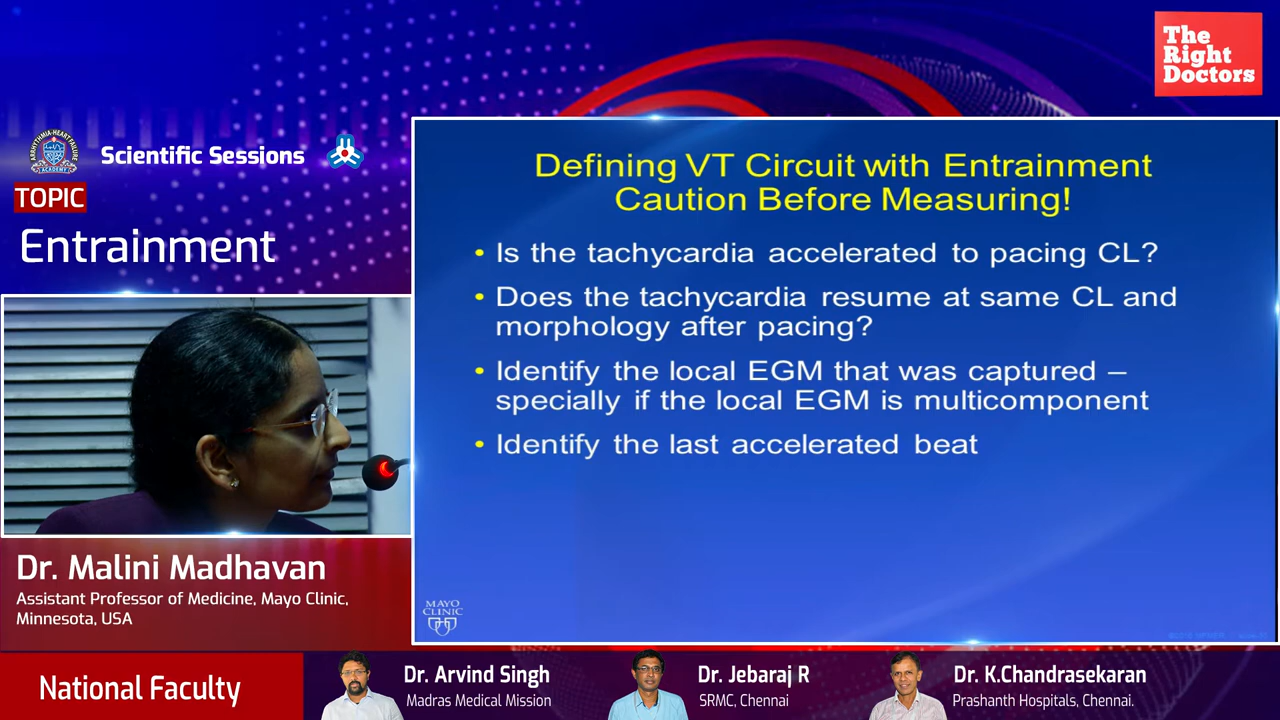 The
Right
Doctors
ARRHYTHMIA-HEART FAILURE
ACADEMY
Scientific Sessions
TOPIC
Entrainment
Defining VT Circuit with Entrainment
Caution Before Measuring!
• Is the tachycardia accelerated to pacing CL?
• Does the tachycardia resume at same CL and
morphology after pacing?
• Identify the local EGM that was captured –
specially if the local EGM is multicomponent
• Identify the last accelerated beat
MAYO
CLINIC
Dr. Malini Madhavan
Assistant Professor of Medicine, Mayo Clinic,
Minnesota, USA
National Faculty
Dr. Arvind Singh
Madras Medical Mission
Dr. Jebaraj R
SRMC, Chennai
Dr. K.Chandrasekaran
Prashanth Hospitals, Chennai.